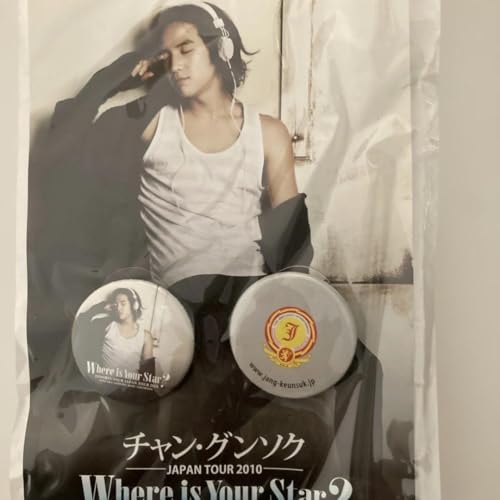 Where is Your Star?
J
www.jang-keunsuk.jp
チャン・グンソク
JAPAN TOUR 2010
Where is Your Star?